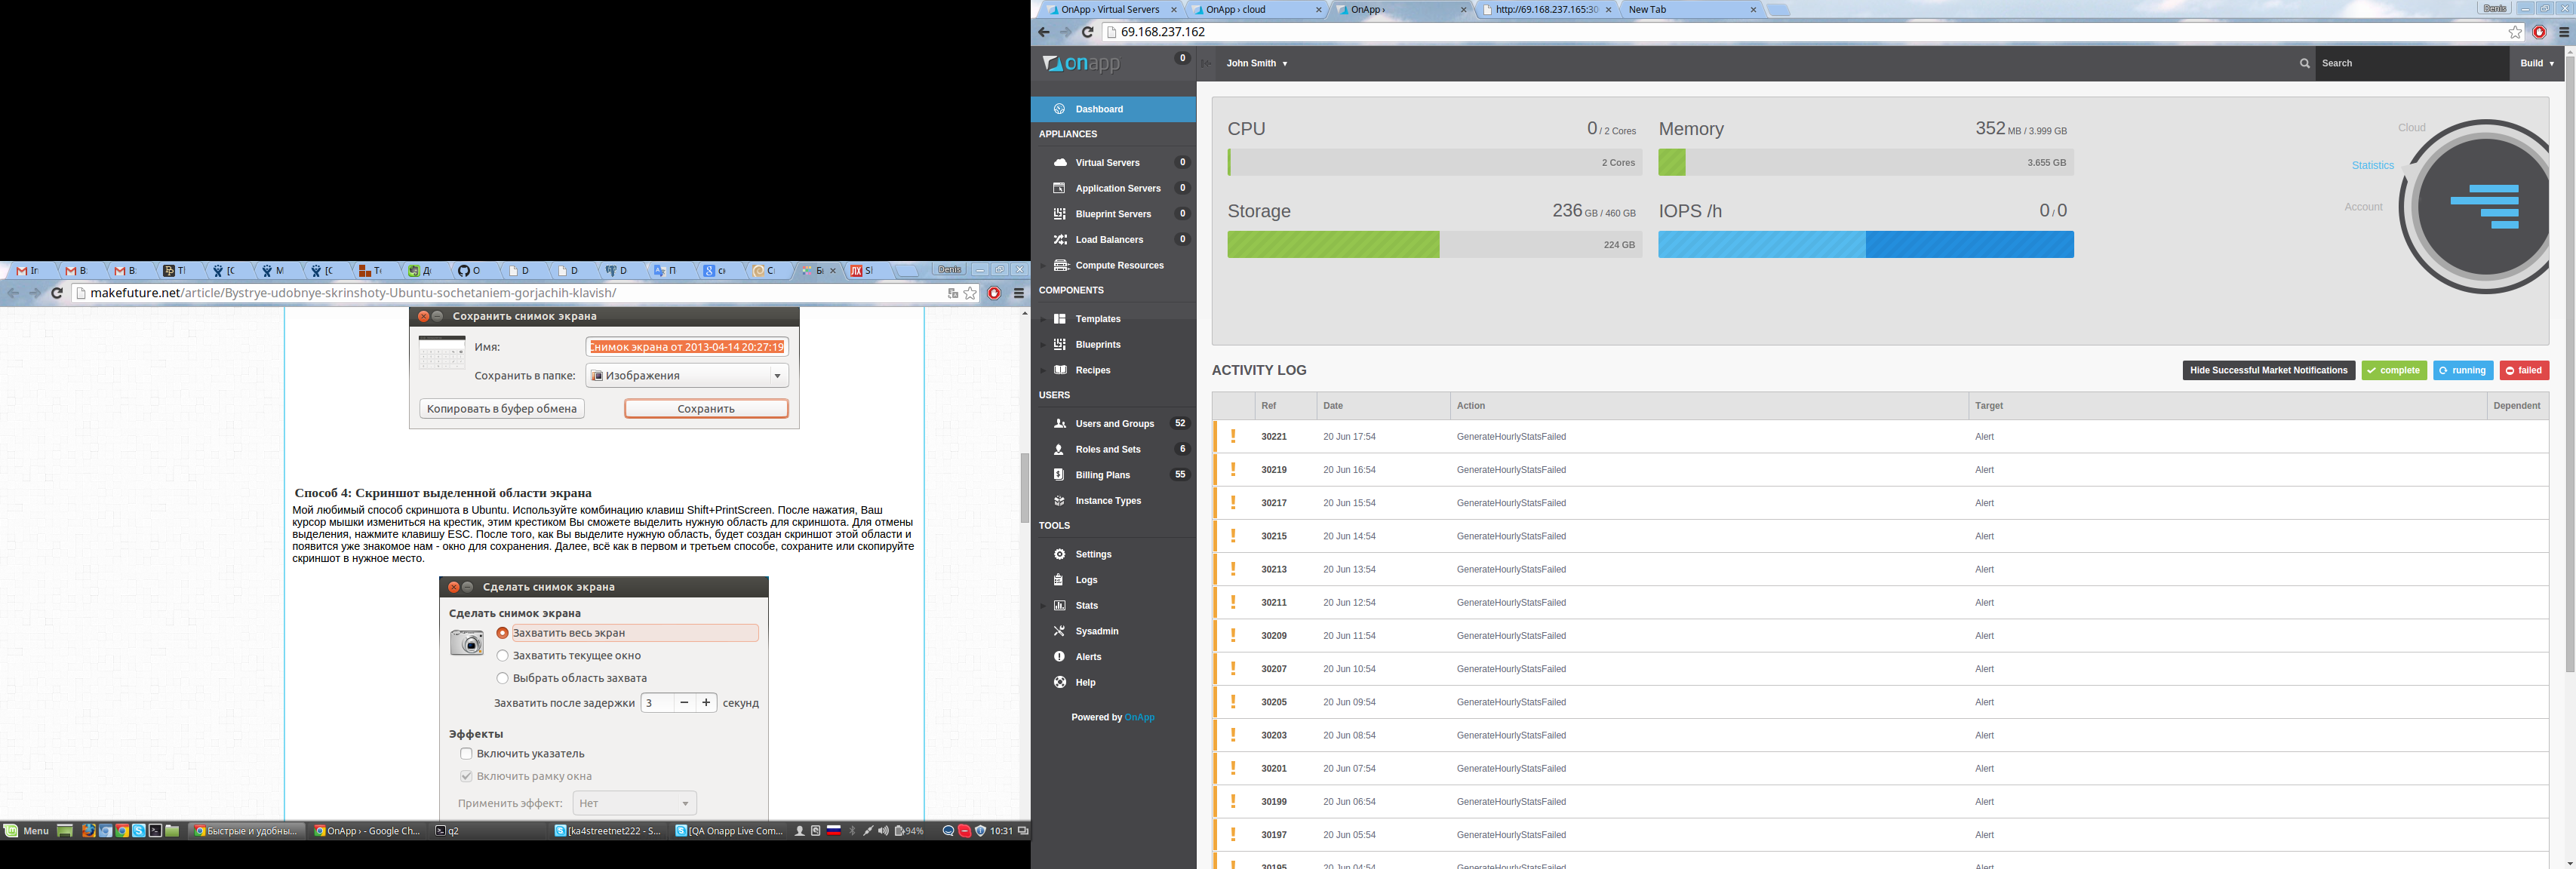 In
B:
B:
Tl
[C
M
[C
Te
Д
O
D
D
D
П
ск
Ci
Бы
Sl
Denis
makefuture.net/article/Bystrye-udobnye-skrinshoty-Ubuntu-sochetaniem-gorjachih-klavish/
Сохранить снимок экрана
Имя:
Снимок экрана от 2013-04-14 20:27:19
Сохранить в папке:
Изображения
Копировать в буфер обмена
Сохранить
Способ 4: Скриншот выделенной области экрана
Мой любимый способ скриншота в Ubuntu. Используйте комбинацию клавиш Shift+PrintScreen. После нажатия, Ваш
курсор мышки измениться на крестик, этим крестиком Вы сможете выделить нужную область для скриншота. Для отмены
выделения, нажмите клавишу ESC. После того, как Вы выделите нужную область, будет создан скриншот этой области и
появится уже знакомое нам - окно для сохранения. Далее, всё как в первом и третьем способе, сохраните или скопируйте
скриншот в нужное место.
Сделать снимок экрана
Сделать снимок экрана
Захватить весь экран
Захватить текущее окно
Выбрать область захвата
Захватить после задержки 3 − + секунд
Эффекты
Включить указатель
Включить рамку окна
Применить эффект: Нет
Menu
Быстрые и удобны...
OnApp › - Google Ch...
q2
[ka4streetnet222 - S...
[QA Onapp Live Com...
94%
10:31
OnApp › Virtual Servers
OnApp › cloud
OnApp ›
http://69.168.237.165:30
New Tab
Denis
69.168.237.162
onapp
0
John Smith
Search
Build
Dashboard
APPLIANCES
Virtual Servers 0
Application Servers 0
Blueprint Servers 0
Load Balancers 0
Compute Resources
COMPONENTS
Templates
Blueprints
Recipes
USERS
Users and Groups 52
Roles and Sets 6
Billing Plans 55
Instance Types
TOOLS
Settings
Logs
Stats
Sysadmin
Alerts
Help
Powered by OnApp
CPU 0 / 2 Cores
2 Cores
Memory 352 MB / 3.999 GB
3.655 GB
Storage 236 GB / 460 GB
224 GB
IOPS /h 0 / 0
Cloud
Statistics
Account
ACTIVITY LOG
Hide Successful Market Notifications
complete
running
failed
Ref Date Action Target Dependent
! 30221 20 Jun 17:54 GenerateHourlyStatsFailed Alert
! 30219 20 Jun 16:54 GenerateHourlyStatsFailed Alert
! 30217 20 Jun 15:54 GenerateHourlyStatsFailed Alert
! 30215 20 Jun 14:54 GenerateHourlyStatsFailed Alert
! 30213 20 Jun 13:54 GenerateHourlyStatsFailed Alert
! 30211 20 Jun 12:54 GenerateHourlyStatsFailed Alert
! 30209 20 Jun 11:54 GenerateHourlyStatsFailed Alert
! 30207 20 Jun 10:54 GenerateHourlyStatsFailed Alert
! 30205 20 Jun 09:54 GenerateHourlyStatsFailed Alert
! 30203 20 Jun 08:54 GenerateHourlyStatsFailed Alert
! 30201 20 Jun 07:54 GenerateHourlyStatsFailed Alert
! 30199 20 Jun 06:54 GenerateHourlyStatsFailed Alert
! 30197 20 Jun 05:54 GenerateHourlyStatsFailed Alert
30195 20 Jun 04:54 GenerateHourlyStatsFailed Alert